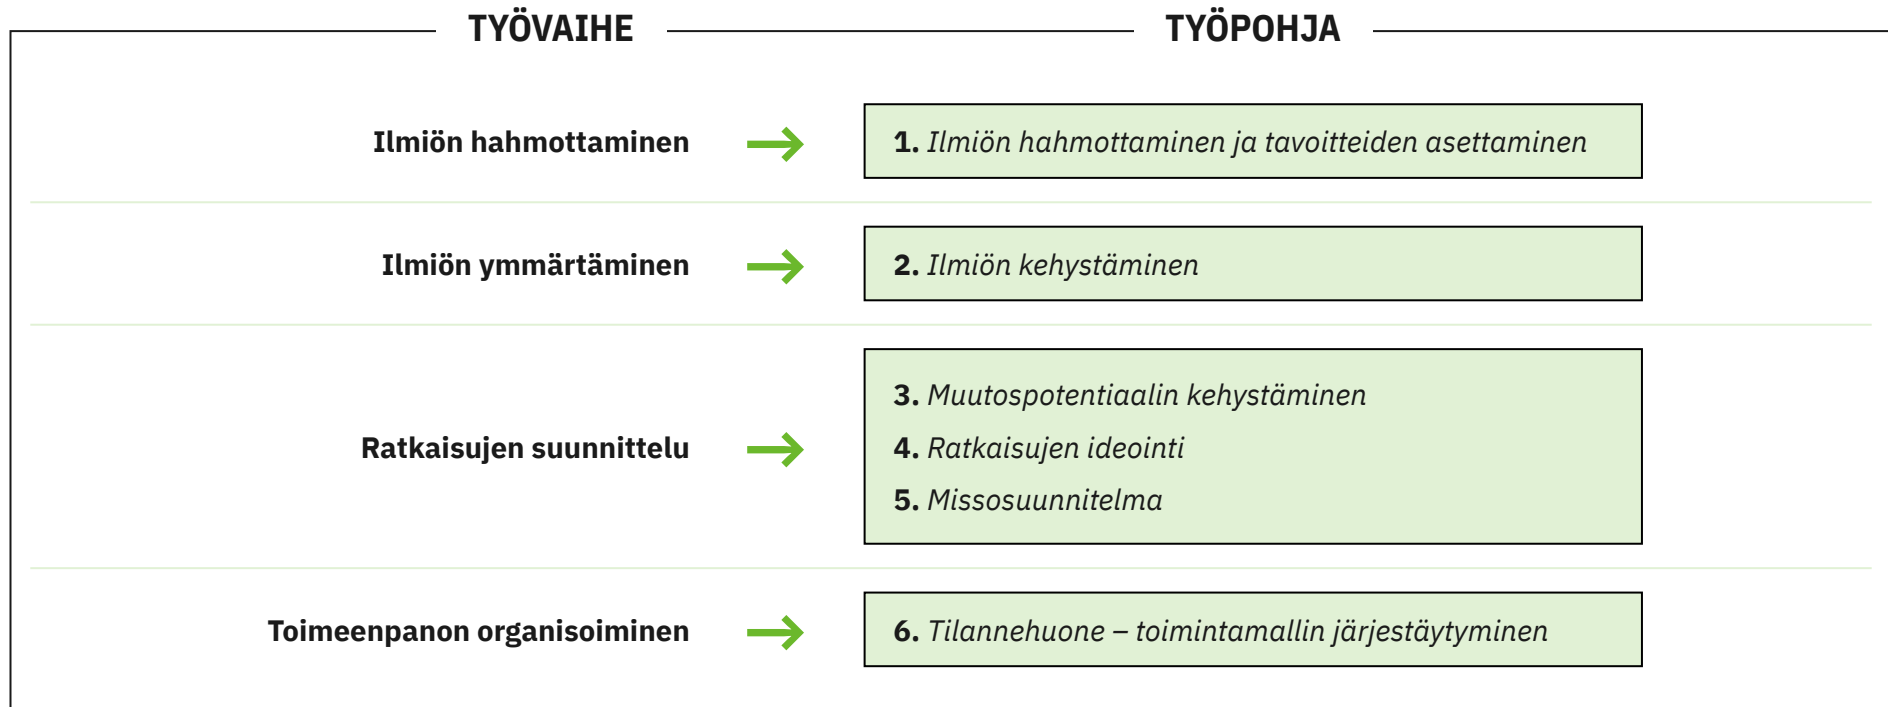 TYÖVAIHE TYÖPOHJA
Ilmiön hahmottaminen
1. Ilmiön hahmottaminen ja tavoitteiden asettaminen
Ilmiön ymmärtäminen
2. Ilmiön kehystäminen
Ratkaisujen suunnittelu
3. Muutospotentiaalin kehystäminen
4. Ratkaisujen ideointi
5. Missosuunnitelma
Toimeenpanon organisoiminen
6. Tilannehuone – toimintamallin järjestäytyminen